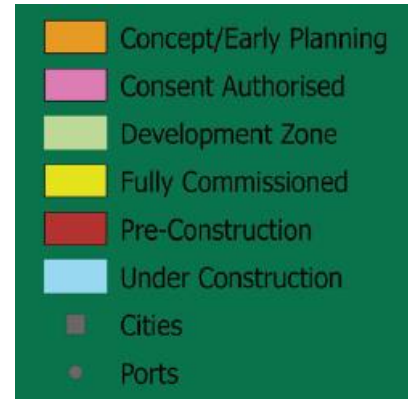 Concept/Early Planning
Consent Authorised
Development Zone
Fully Commissioned
Pre-Construction
Under Construction
Cities
Ports